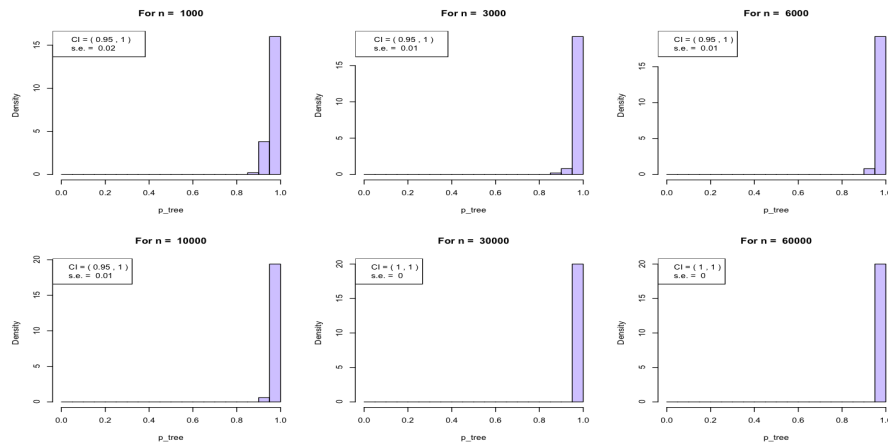 For n = 1000
CI = ( 0.95 , 1 )
s.e. = 0.02
Density
0 5 10 15
0.0 0.2 0.4 0.6 0.8 1.0
p_tree
For n = 3000
CI = ( 0.95 , 1 )
s.e. = 0.01
Density
0 5 10 15
0.0 0.2 0.4 0.6 0.8 1.0
p_tree
For n = 6000
CI = ( 0.95 , 1 )
s.e. = 0.01
Density
0 5 10 15
0.0 0.2 0.4 0.6 0.8 1.0
p_tree
For n = 10000
CI = ( 0.95 , 1 )
s.e. = 0.01
Density
0 5 10 15 20
0.0 0.2 0.4 0.6 0.8 1.0
p_tree
For n = 30000
CI = ( 1 , 1 )
s.e. = 0
Density
0 5 10 15 20
0.0 0.2 0.4 0.6 0.8 1.0
p_tree
For n = 60000
CI = ( 1 , 1 )
s.e. = 0
Density
0 5 10 15 20
0.0 0.2 0.4 0.6 0.8 1.0
p_tree